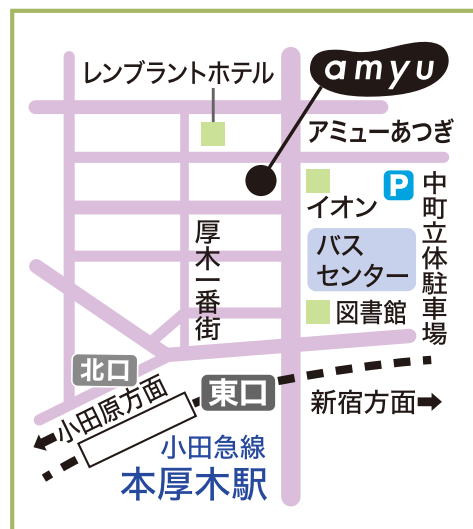 レンブラントホテル
amyu
アミューあつぎ
P
イオン
バス
センター
中町立体駐車場
図書館
厚木一番街
北口
東口
小田原方面
新宿方面
小田急線
本厚木駅